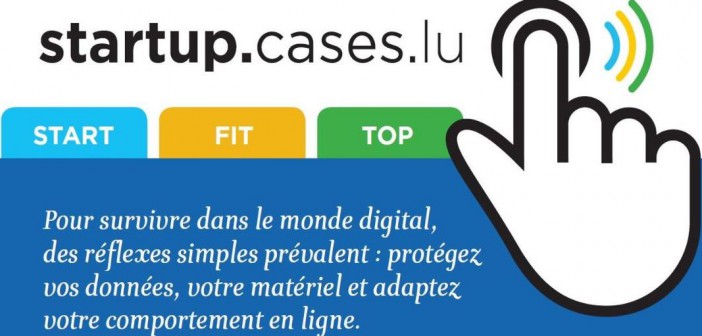 startup.cases.lu
START FIT TOP
Pour survivre dans le monde digital,
des réflexes simples prévalent : protégez
vos données, votre matériel et adaptez
votre comportement en ligne.